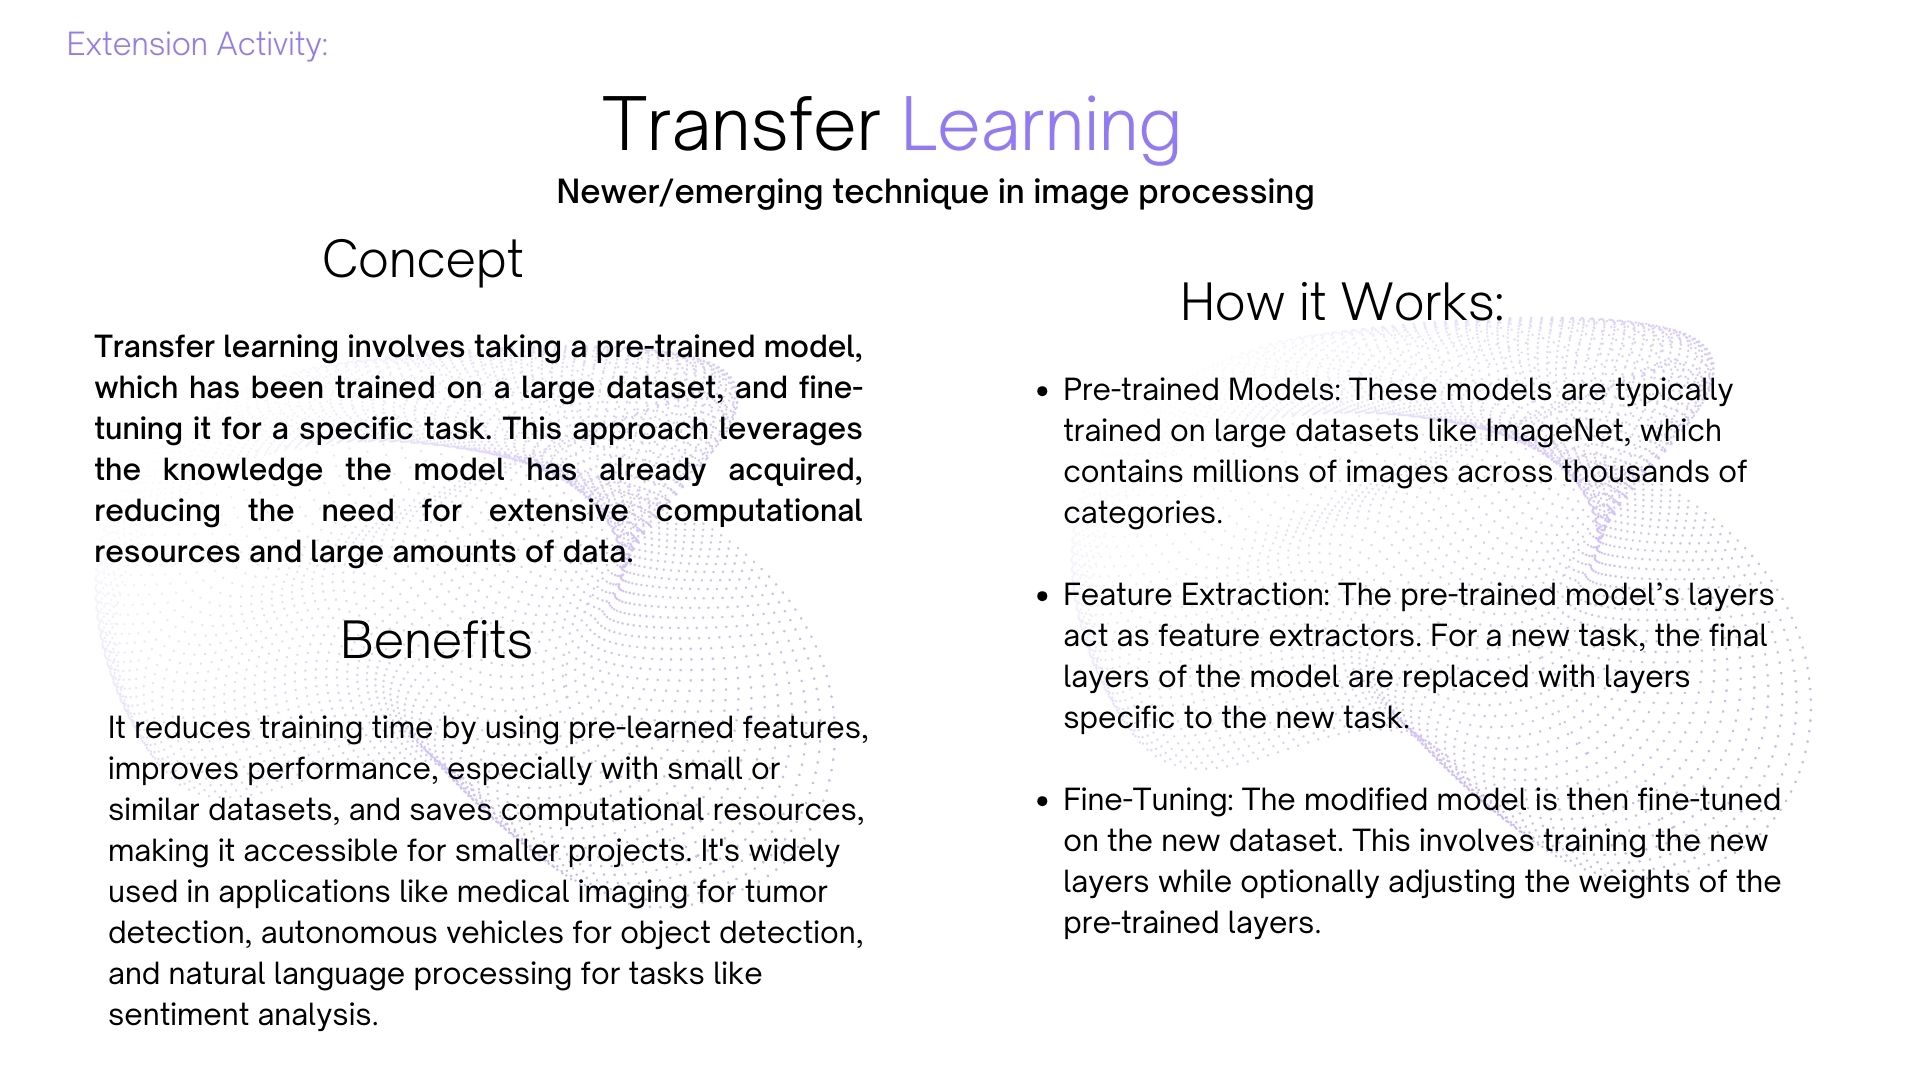 Extension Activity:
Transfer Learning
Newer/emerging technique in image processing
Concept
Transfer learning involves taking a pre-trained model,
which has been trained on a large dataset, and fine-
tuning it for a specific task. This approach leverages
the knowledge the model has already acquired,
reducing the need for extensive computational
resources and large amounts of data.
Benefits
It reduces training time by using pre-learned features,
improves performance, especially with small or
similar datasets, and saves computational resources,
making it accessible for smaller projects. It's widely
used in applications like medical imaging for tumor
detection, autonomous vehicles for object detection,
and natural language processing for tasks like
sentiment analysis.
How it Works:
• Pre-trained Models: These models are typically
trained on large datasets like ImageNet, which
contains millions of images across thousands of
categories.
• Feature Extraction: The pre-trained model’s layers
act as feature extractors. For a new task, the final
layers of the model are replaced with layers
specific to the new task.
• Fine-Tuning: The modified model is then fine-tuned
on the new dataset. This involves training the new
layers while optionally adjusting the weights of the
pre-trained layers.